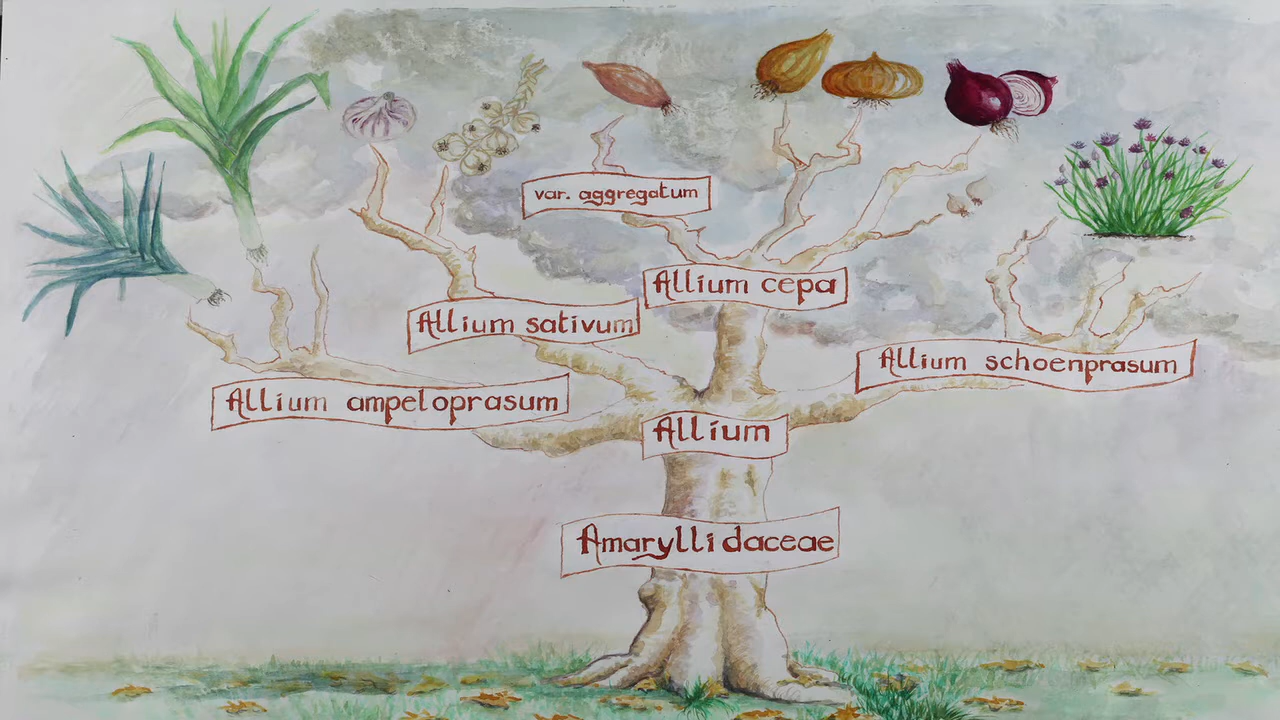 var. aggregatum
Allium cepa
Allium sativum
Allium schoenprasum
Allium ampeloprasum
Allium
Amaryllidaceae